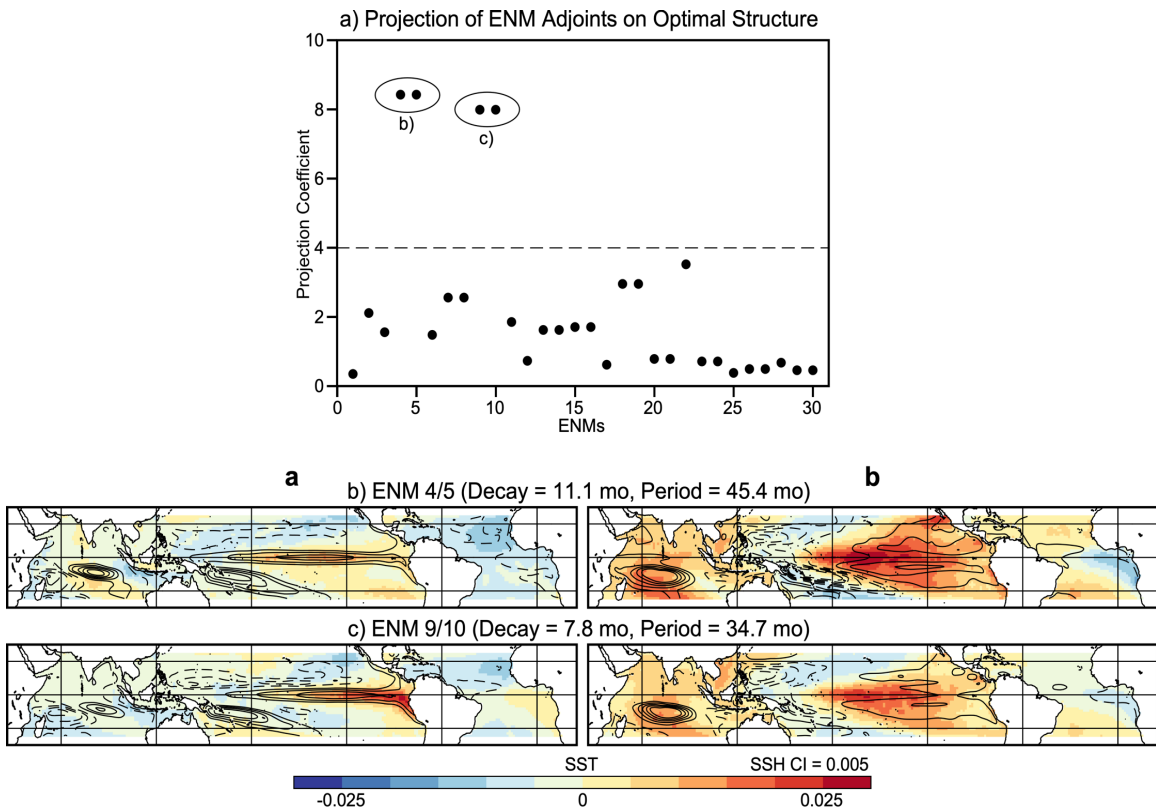 a) Projection of ENM Adjoints on Optimal Structure
10
8
6
4
2
0
Projection Coefficient
b)
c)
0 5 10 15 20 25 30
ENMs
a b
b) ENM 4/5 (Decay = 11.1 mo, Period = 45.4 mo)
c) ENM 9/10 (Decay = 7.8 mo, Period = 34.7 mo)
SST SSH CI = 0.005
-0.025 0 0.025